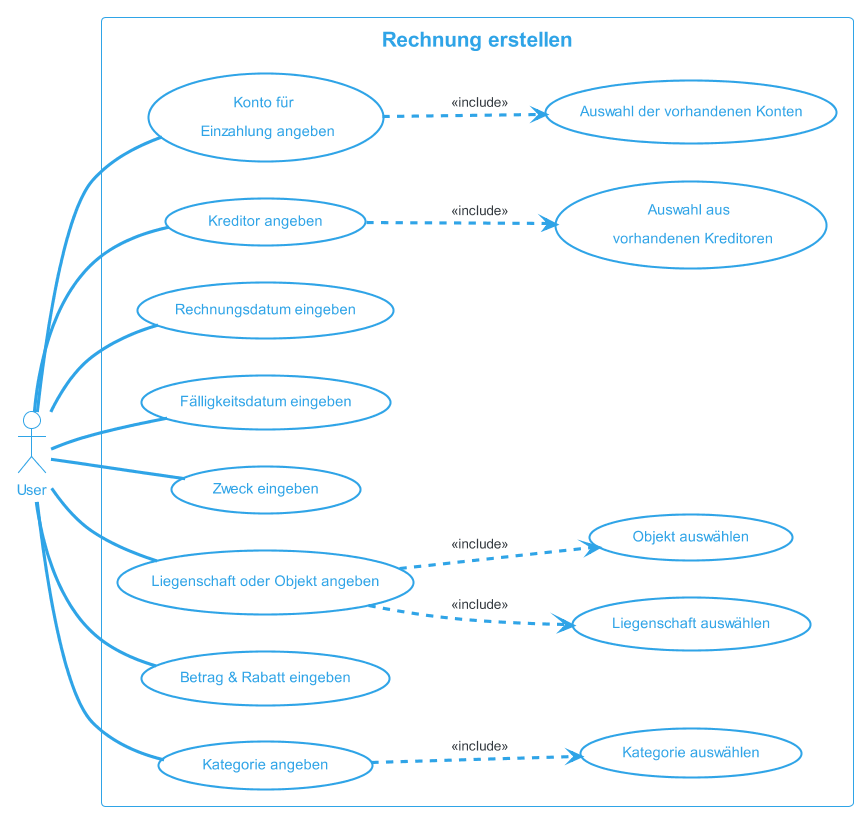 Rechnung erstellen
Konto für
Einzahlung angeben
«include»
Auswahl der vorhandenen Konten
Kreditor angeben
«include»
Auswahl aus
vorhandenen Kreditoren
Rechnungsdatum eingeben
Fälligkeitsdatum eingeben
User
Zweck eingeben
Liegenschaft oder Objekt angeben
«include»
Objekt auswählen
«include»
Liegenschaft auswählen
Betrag & Rabatt eingeben
Kategorie angeben
«include»
Kategorie auswählen